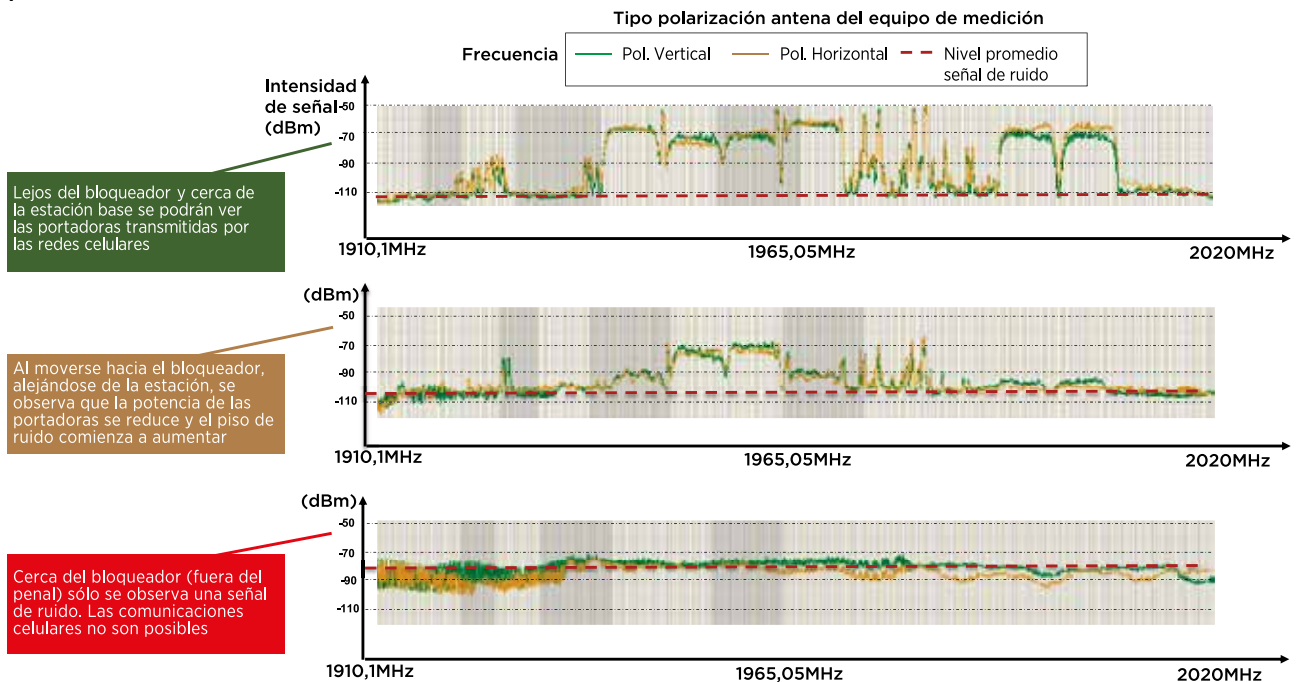 Tipo polarización antena del equipo de medición
Frecuencia
Pol. Vertical
Pol. Horizontal
Nivel promedio
señal de ruido
Intensidad
de señal
(dBm)
-50
-70
-90
-110
1910,1MHz
1965,05MHz
2020MHz
Lejos del bloqueador y cerca de
la estación base se podrán ver
las portadoras transmitidas por
las redes celulares
(dBm)
-50
-70
-90
-110
1910,1MHz
1965,05MHz
2020MHz
Al moverse hacia el bloqueador,
alejándose de la estación, se
observa que la potencia de las
portadoras se reduce y el piso de
ruido comienza a aumentar
(dBm)
-50
-70
-90
-110
1910,1MHz
1965,05MHz
2020MHz
Cerca del bloqueador (fuera del
penal) sólo se observa una señal
de ruido. Las comunicaciones
celulares no son posibles